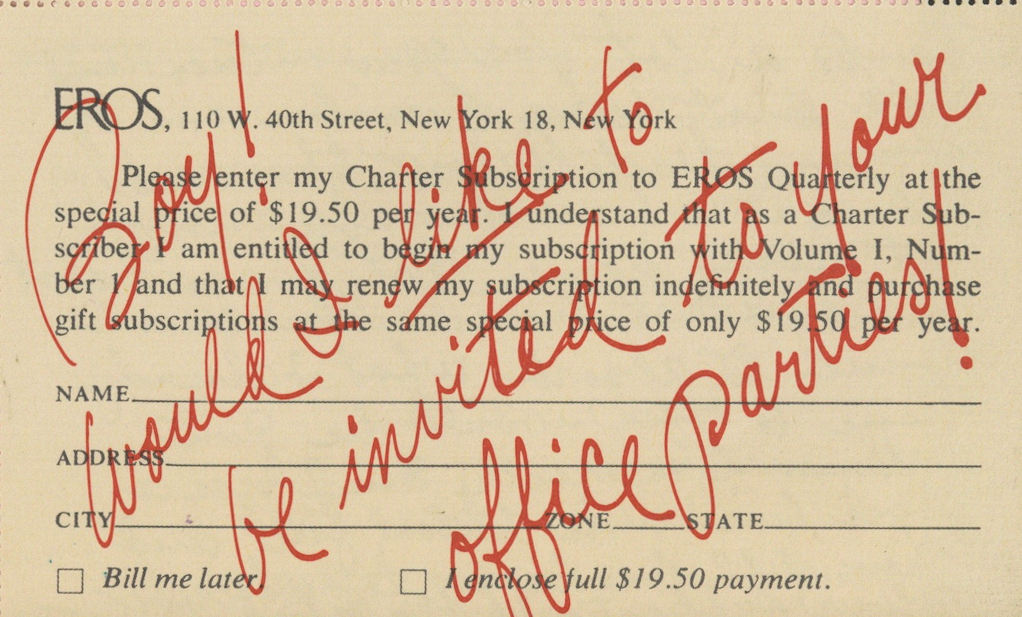 EROS, 110 W. 40th Street, New York 18, New York
Please enter my Charter Subscription to EROS Quarterly at the
special price of $19.50 per year. I understand that as a Charter Sub-
scriber I am entitled to begin my subscription with Volume I, Num-
ber 1 and that I may renew my subscription indefinitely and purchase
gift subscriptions at the same special price of only $19.50 per year.
NAME
ADDRESS
CITY ZONE STATE
Bill me later. I enclose full $19.50 payment.
Boy!
Would I like to
be invited to your
office parties!